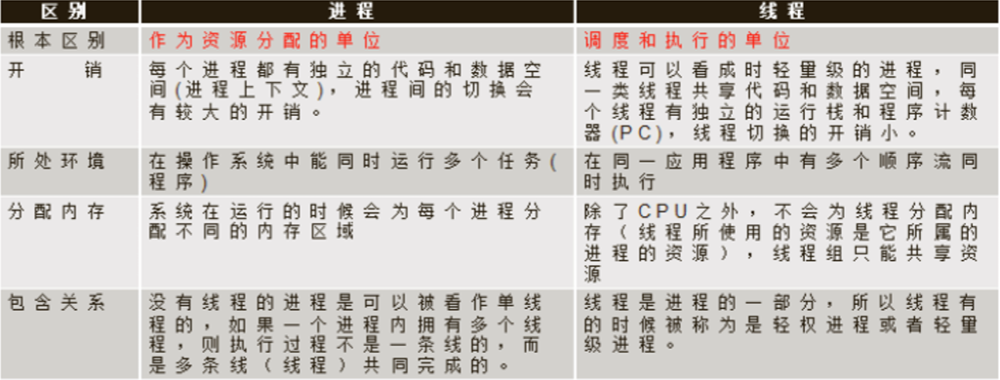 区别 进程 线程
根本区别 作为资源分配的单位 调度和执行的单位
开 销
每个进程都有独立的代码和数据空
间(进程上下文)，进程间的切换会
有较大的开销。
线程可以看成时轻量级的进程，同
一类线程共享代码和数据空间，每
个线程有独立的运行栈和程序计数
器(PC)，线程切换的开销小。
所处环境
在操作系统中能同时运行多个任务(
程序)
在同一应用程序中有多个顺序流同
时执行
分配内存
系统在运行的时候会为每个进程分
配不同的内存区域
除了CPU之外，不会为线程分配内
存（线程所使用的资源是它所属的
进程的资源），线程组只能共享资
源
包含关系
没有线程的进程是可以被看作单线
程的，如果一个进程内拥有多个线
程，则执行过程不是一条线的，而
是多条线（线程）共同完成的。
线程是进程的一部分，所以线程有
的时候被称为是轻权进程或者轻量
级进程。